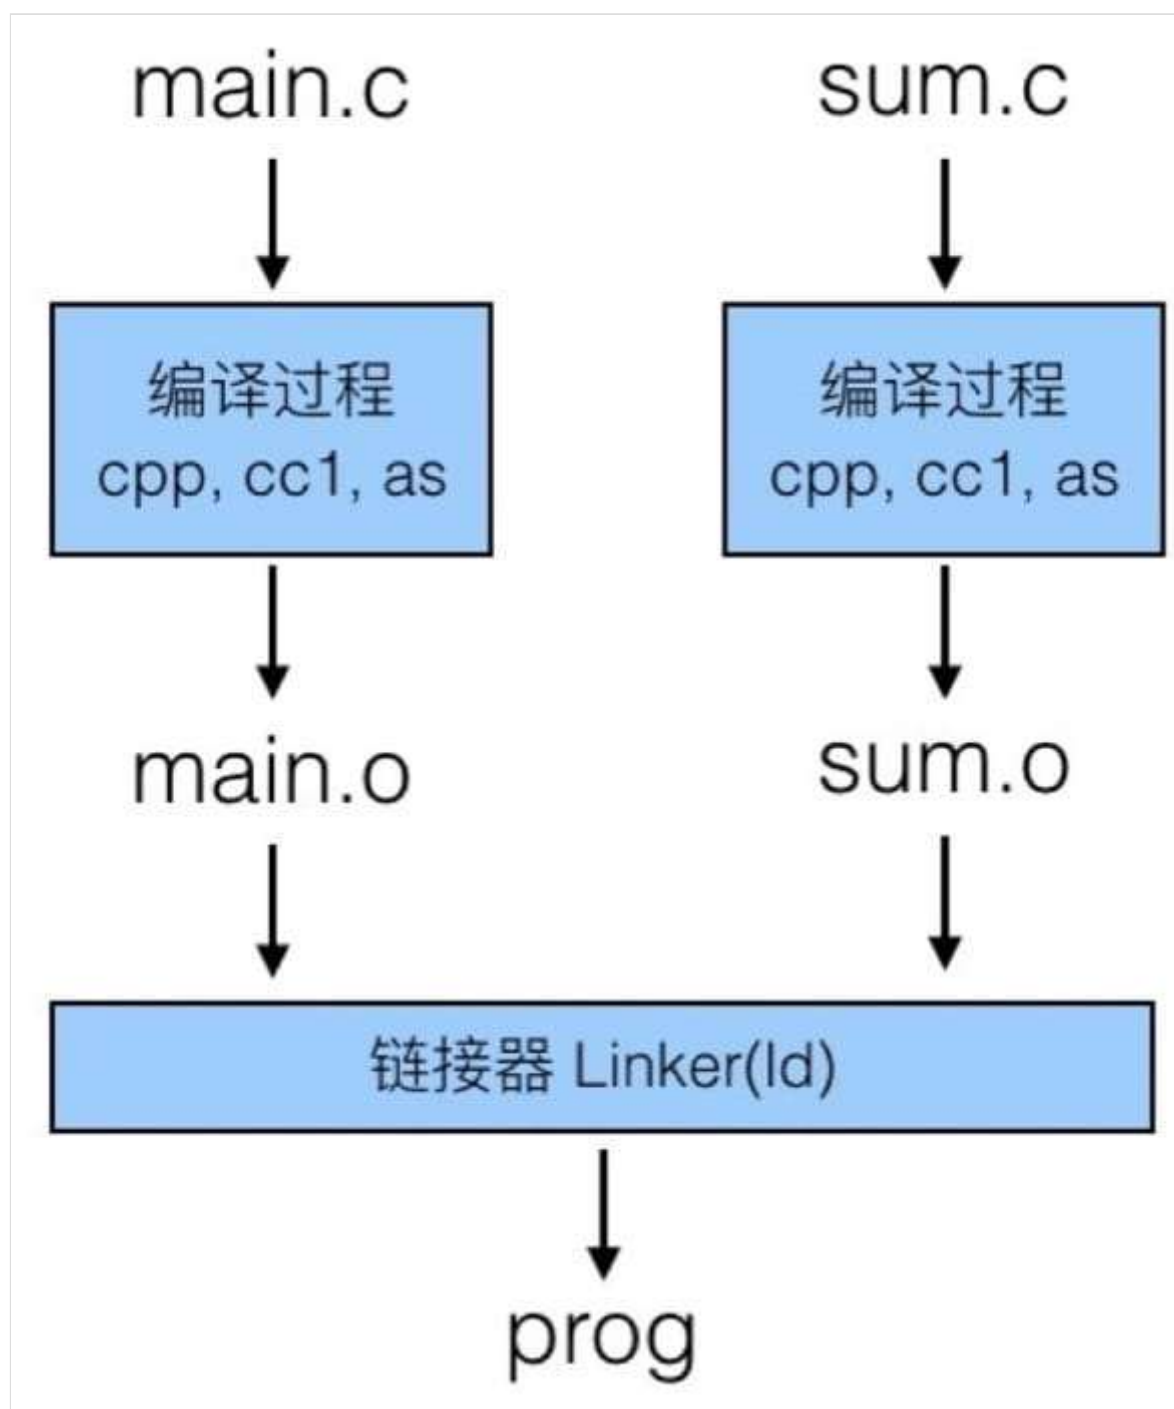 main.c
sum.c
编译过程
cpp, cc1, as
编译过程
cpp, cc1, as
main.o
sum.o
链接器 Linker(ld)
prog